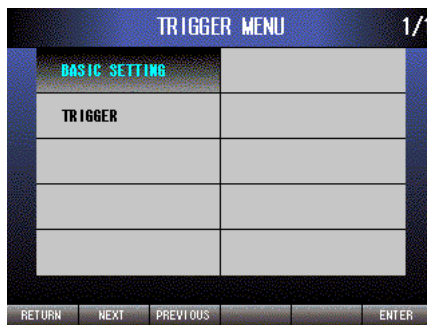 TRIGGER MENU 1/1
BASIC SETTING
TRIGGER
RETURN NEXT PREVIOUS ENTER